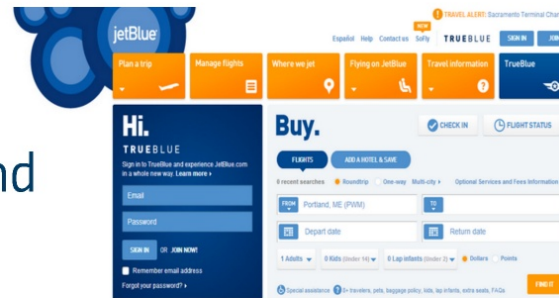 TRAVEL ALERT: Sacramento Terminal Chan
jetBlue
NEW
Español Help Contact us SoFly TRUEBLUE SIGN IN JOIN
Plan a trip Manage flights Where we jet Flying on JetBlue Travel information TrueBlue
Hi.
TRUEBLUE
Sign in to TrueBlue and experience JetBlue.com
in a whole new way. Learn more ›
Email
Password
SIGN IN OR JOIN NOW!
Remember email address
Forgot your password? ›
nd
Buy.
CHECK IN FLIGHT STATUS
FLIGHTS ADD A HOTEL & SAVE
recent searches Roundtrip One-way Multi-city › Optional Services and Fees Information
FROM Portland, ME (PWM) TO
Depart date Return date
1 Adults 0 Kids (Under 14) 0 Lap infants (Under 2) Dollars Points
Special assistance travelers, pets, baggage policy, kids, lap infants, extra seats, FAQs
FIND IT